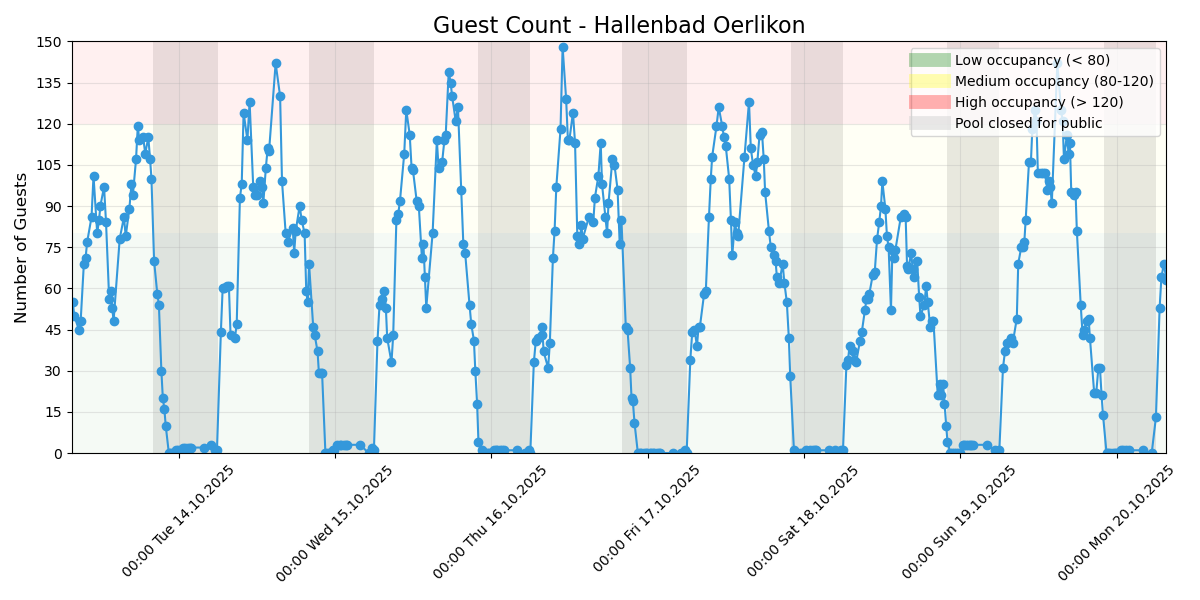 Guest Count - Hallenbad Oerlikon
Number of Guests
150
135
120
105
90
75
60
45
30
15
0
Low occupancy (< 80)
Medium occupancy (80-120)
High occupancy (> 120)
Pool closed for public
00:00 Tue 14.10.2025
00:00 Wed 15.10.2025
00:00 Thu 16.10.2025
00:00 Fri 17.10.2025
00:00 Sat 18.10.2025
00:00 Sun 19.10.2025
00:00 Mon 20.10.2025